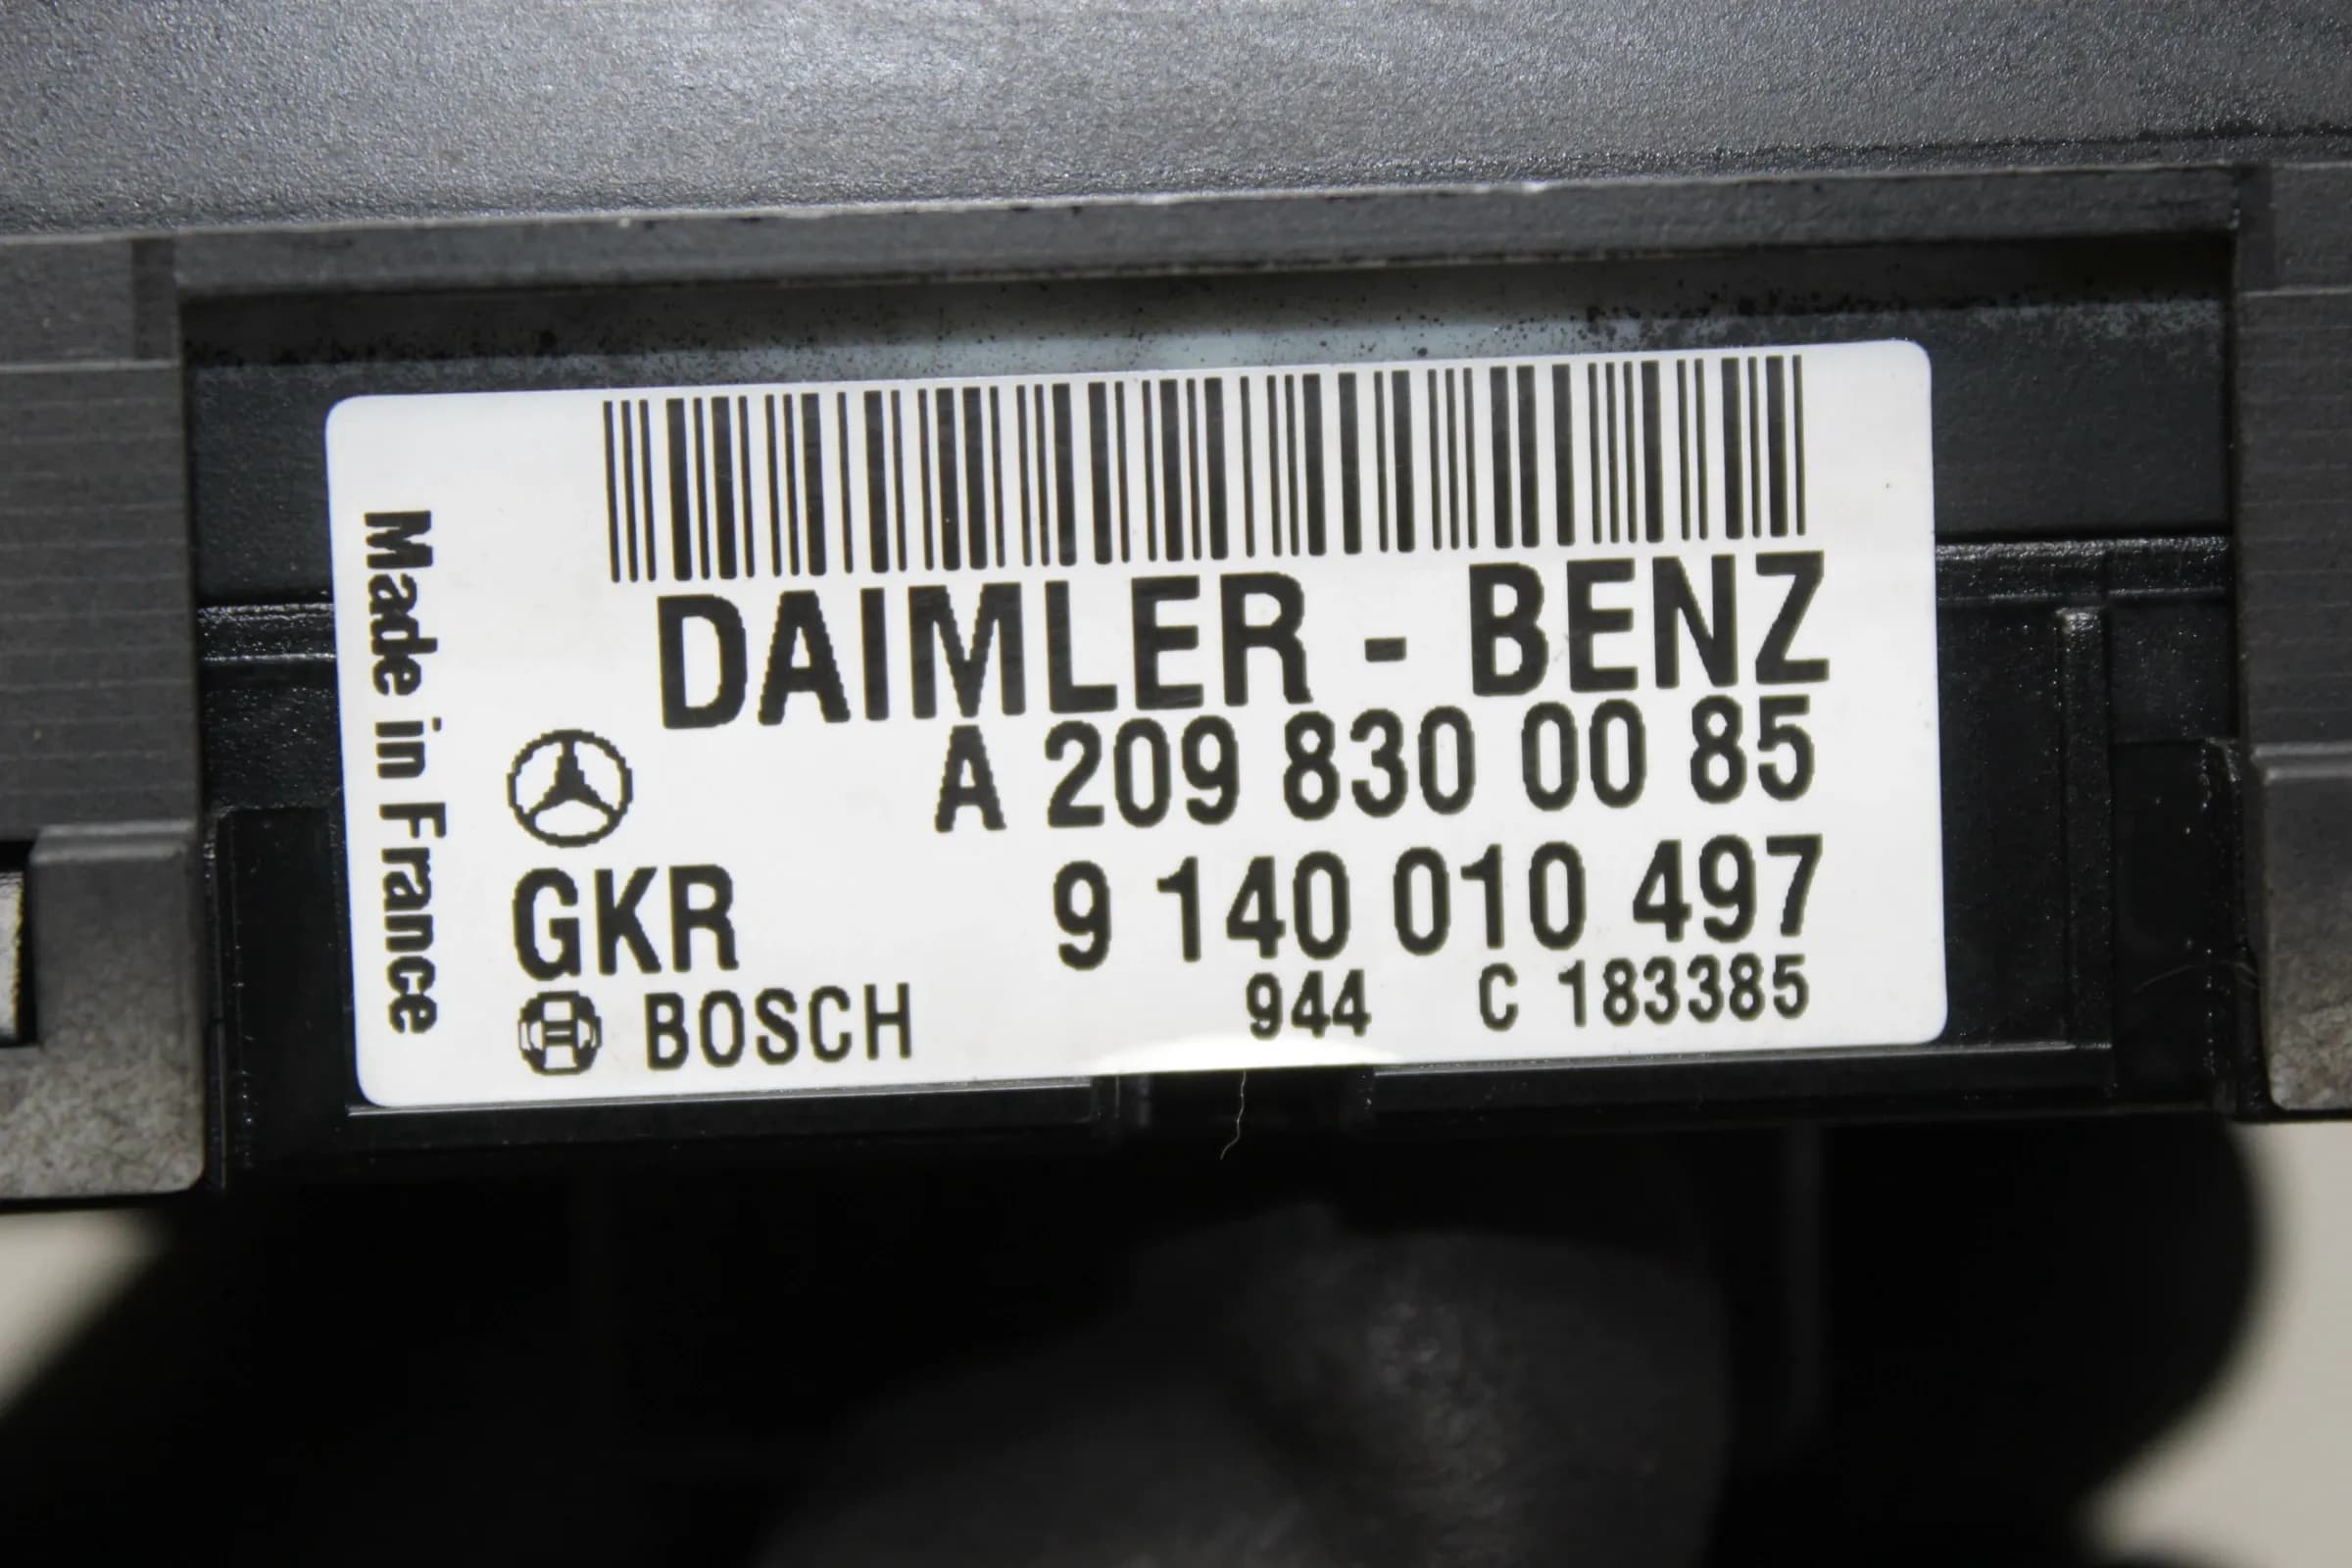 Made in France
DAIMLER - BENZ
A 209 830 00 85
GKR 9 140 010 497
BOSCH 944 C 183385